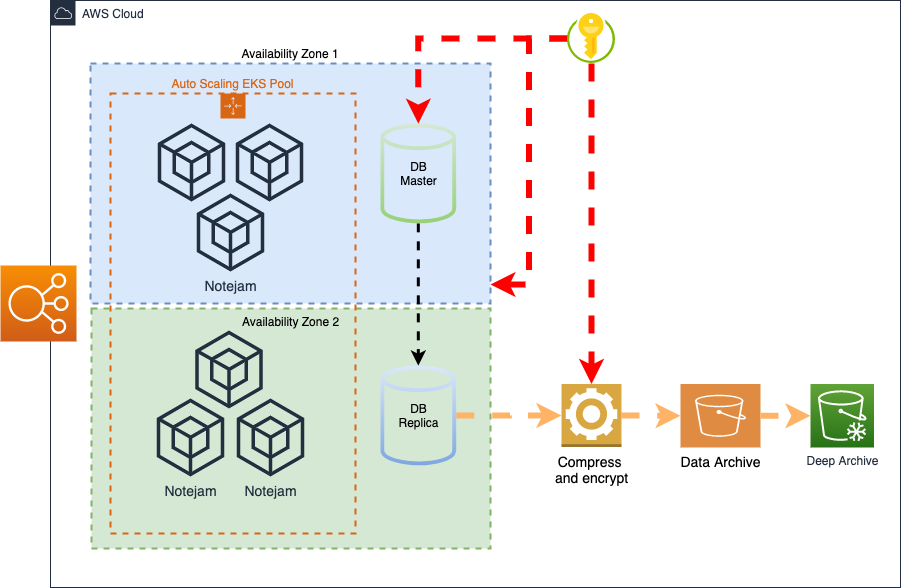 AWS Cloud
Availability Zone 1
Auto Scaling EKS Pool
DB
Master
Notejam
Availability Zone 2
DB
Replica
Notejam
Notejam
Compress
and encrypt
Data Archive
Deep Archive